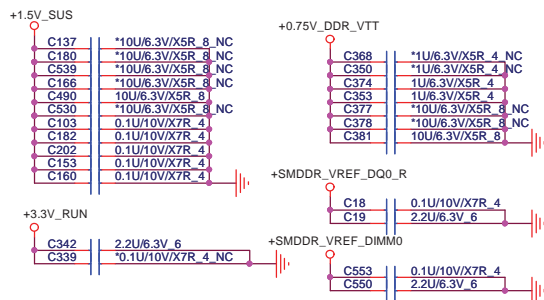 +1.5V_SUS
C137 *10U/6.3V/X5R_8_NC
C180 *10U/6.3V/X5R_8_NC
C539 *10U/6.3V/X5R_8_NC
C166 *10U/6.3V/X5R_8_NC
C490 10U/6.3V/X5R_8
C530 *10U/6.3V/X5R_8_NC
C103 0.1U/10V/X7R_4
C182 0.1U/10V/X7R_4
C202 0.1U/10V/X7R_4
C153 0.1U/10V/X7R_4
C160 0.1U/10V/X7R_4
+3.3V_RUN
C342 2.2U/6.3V_6
C339 *0.1U/10V/X7R_4_NC
+0.75V_DDR_VTT
C368 *1U/6.3V/X5R_4_NC
C350 *1U/6.3V/X5R_4_NC
C374 1U/6.3V/X5R_4
C353 1U/6.3V/X5R_4
C377 *10U/6.3V/X5R_8_NC
C378 *10U/6.3V/X5R_8_NC
C381 10U/6.3V/X5R_8
+SMDDR_VREF_DQ0_R
C18 0.1U/10V/X7R_4
C19 2.2U/6.3V_6
+SMDDR_VREF_DIMM0
C553 0.1U/10V/X7R_4
C550 2.2U/6.3V_6